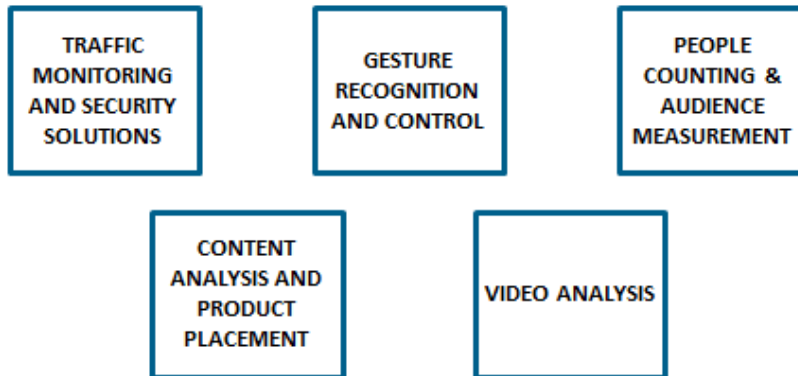 TRAFFIC
MONITORING
AND SECURITY
SOLUTIONS
GESTURE
RECOGNITION
AND CONTROL
PEOPLE
COUNTING &
AUDIENCE
MEASUREMENT
CONTENT
ANALYSIS AND
PRODUCT
PLACEMENT
VIDEO ANALYSIS